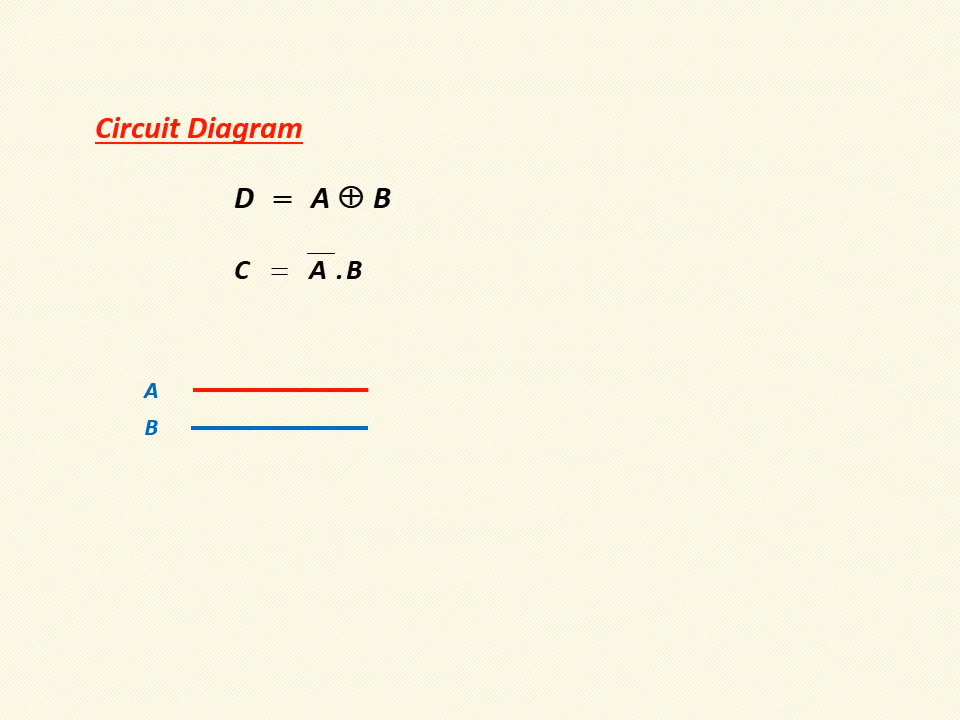 Circuit Diagram
D = A ⊕ B
C = A̅ . B
A
B